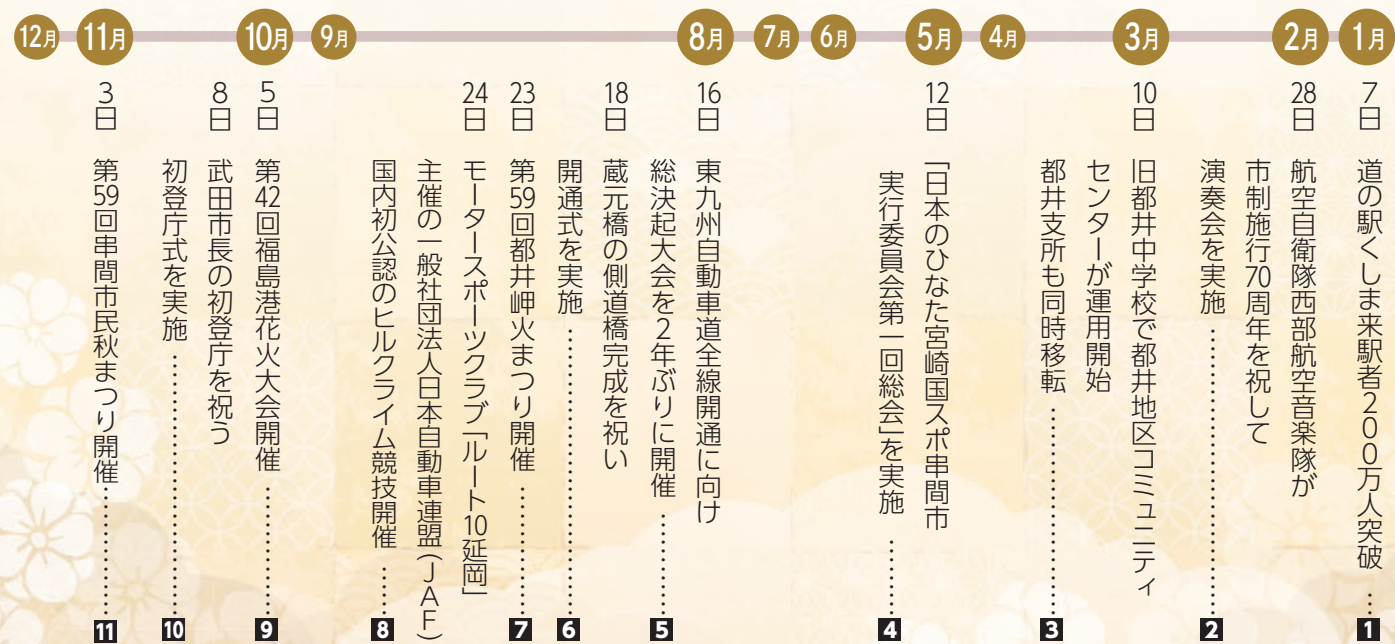 1月
7日 道の駅くしま来駅者200万人突破 … 1
2月
28日 航空自衛隊西部航空音楽隊が
市制施行70周年を祝して
演奏会を実施 ………………… 2
3月
10日 旧都井中学校で都井地区コミュニティ
センターが運用開始
都井支所も同時移転 ………… 3
4月
5月
12日 「日本のひなた宮崎国スポ串間市
実行委員会第一回総会」を実施 … 4
6月
7月
8月
16日 東九州自動車道全線開通に向け
総決起大会を2年ぶりに開催 …… 5
18日 蔵元橋の側道橋完成を祝い
開通式を実施 ………………… 6
23日 第59回都井岬火まつり開催 …… 7
24日 モータースポーツクラブ「ルート10延岡」
主催の一般社団法人日本自動車連盟(JAF)
国内初公認のヒルクライム競技開催 … 8
9月
10月
5日 第42回福島港花火大会開催 …… 9
8日 武田市長の初登庁を祝う
初登庁式を実施 ……………… 10
11月
3日 第59回串間市民秋まつり開催 …… 11
12月